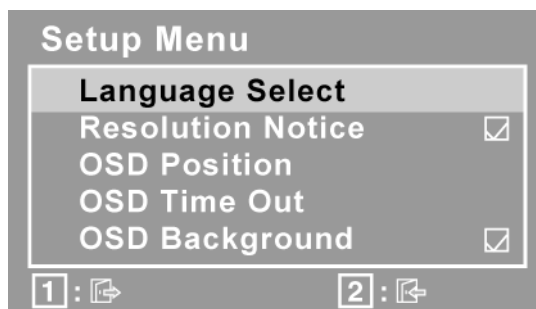 Setup Menu
Language Select
Resolution Notice
OSD Position
OSD Time Out
OSD Background
1 : 2 :